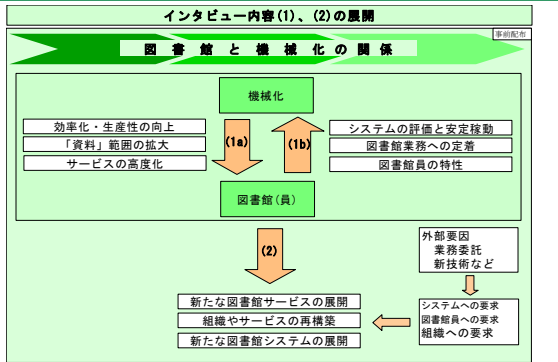 インタビュー内容(1)、(2)の展開
事前配布
図書館と機械化の関係
機械化
効率化・生産性の向上
「資料」範囲の拡大
サービスの高度化
(1a)
(1b)
システムの評価と安定稼動
図書館業務への定着
図書館員の特性
図書館(員)
(2)
外部要因
業務委託
新技術など
新たな図書館サービスの展開
組織やサービスの再構築
新たな図書館システムの展開
システムへの要求
図書館員への要求
組織への要求